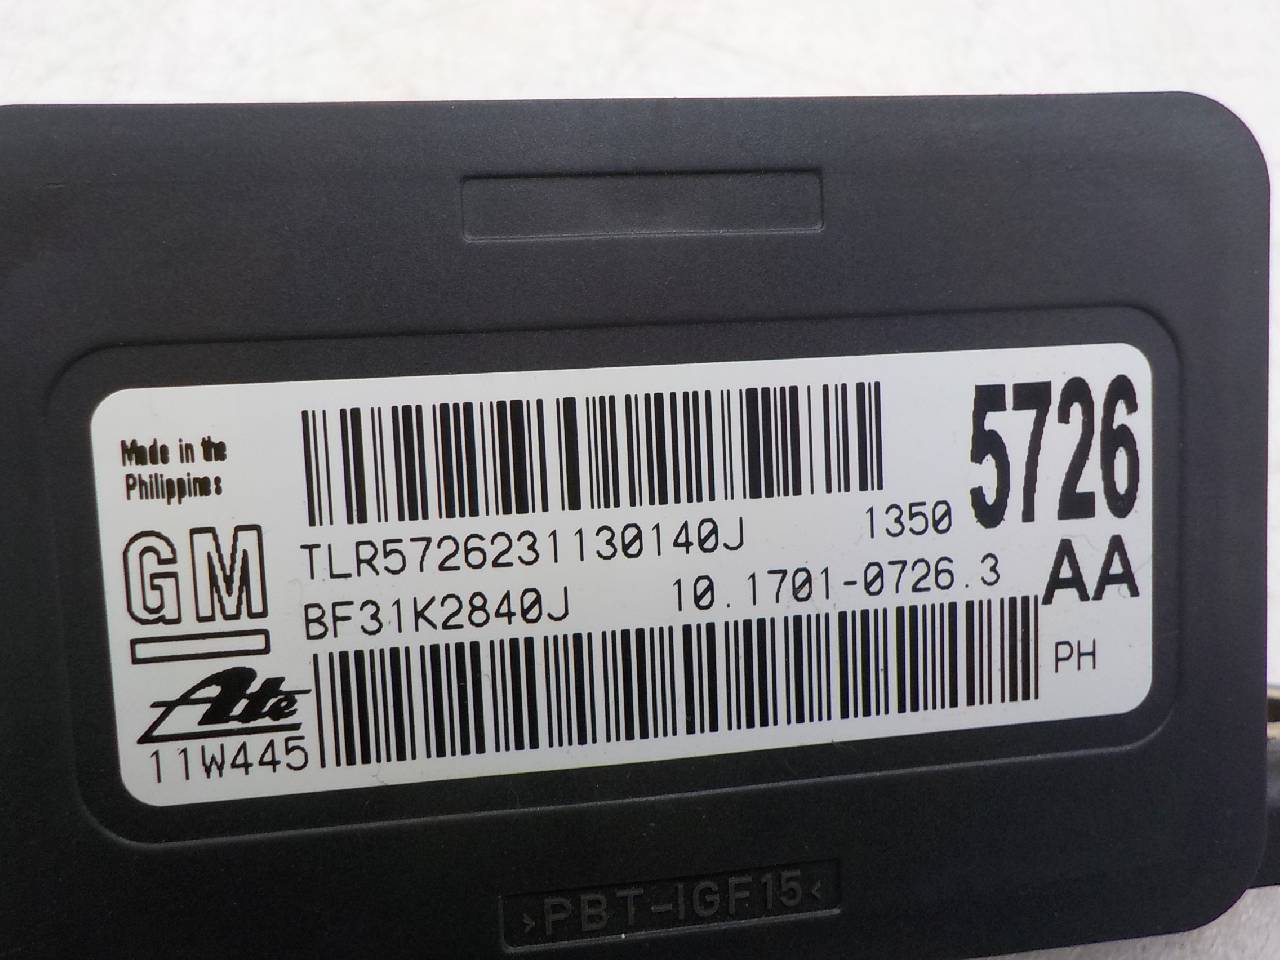 Made in the
Philippines
GM
Ate
11W445
TLR5726231130140J
1350
BF31K2840J
10.1701-0726.3
5726
AA
PH
>PBT-IGF15<